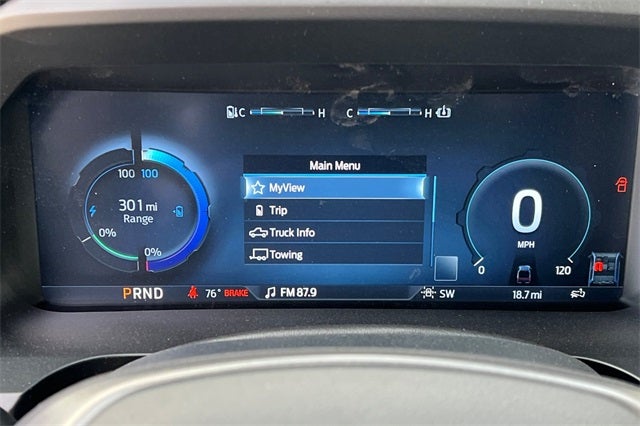 C H C H
Main Menu
MyView
Trip
Truck Info
Towing
100 100
301 mi
Range
0%
0%
0
MPH
0 120
PRND 76° BRAKE FM 87.9 SW 18.7 mi